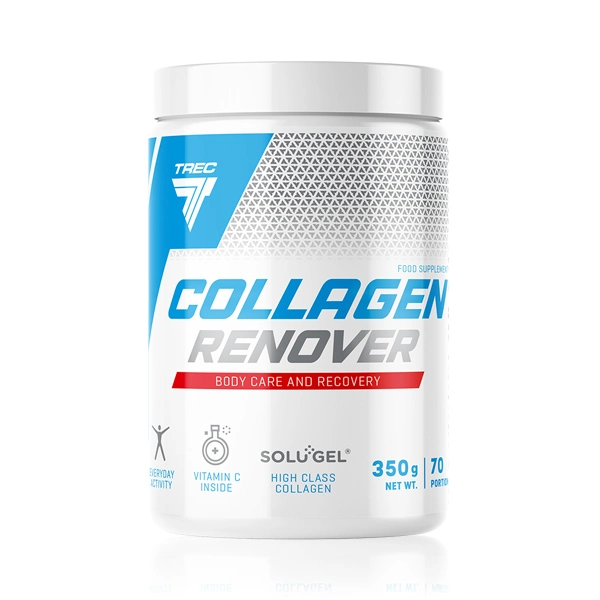 TREC
FOOD SUPPLEMENT
COLLAGEN
RENOVER
BODY CARE AND RECOVERY
EVERYDAY
ACTIVITY
VITAMIN C
INSIDE
SOLUGEL®
HIGH CLASS
COLLAGEN
350g
NET WT.
70
PORTION